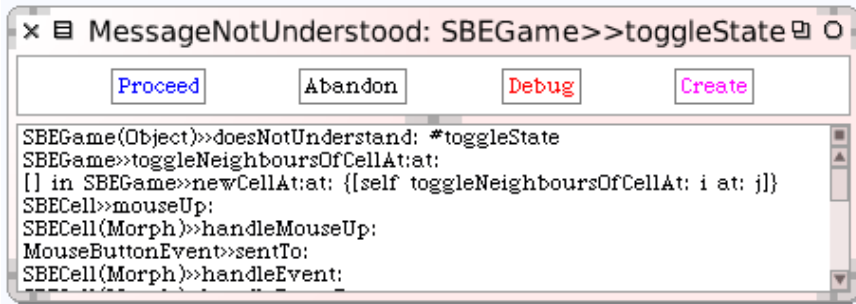 MessageNotUnderstood: SBEGame>>toggleState
Proceed Abandon Debug Create
SBEGame(Object)»doesNotUnderstand: #toggleState
SBEGame»toggleNeighboursOfCellAt:at:
[] in SBEGame»newCellAt:at: {[self toggleNeighboursOfCellAt: i at: j]}
SBECell»mouseUp:
SBECell(Morph)»handleMouseUp:
MouseButtonEvent»sentTo:
SBECell(Morph)»handleEvent: